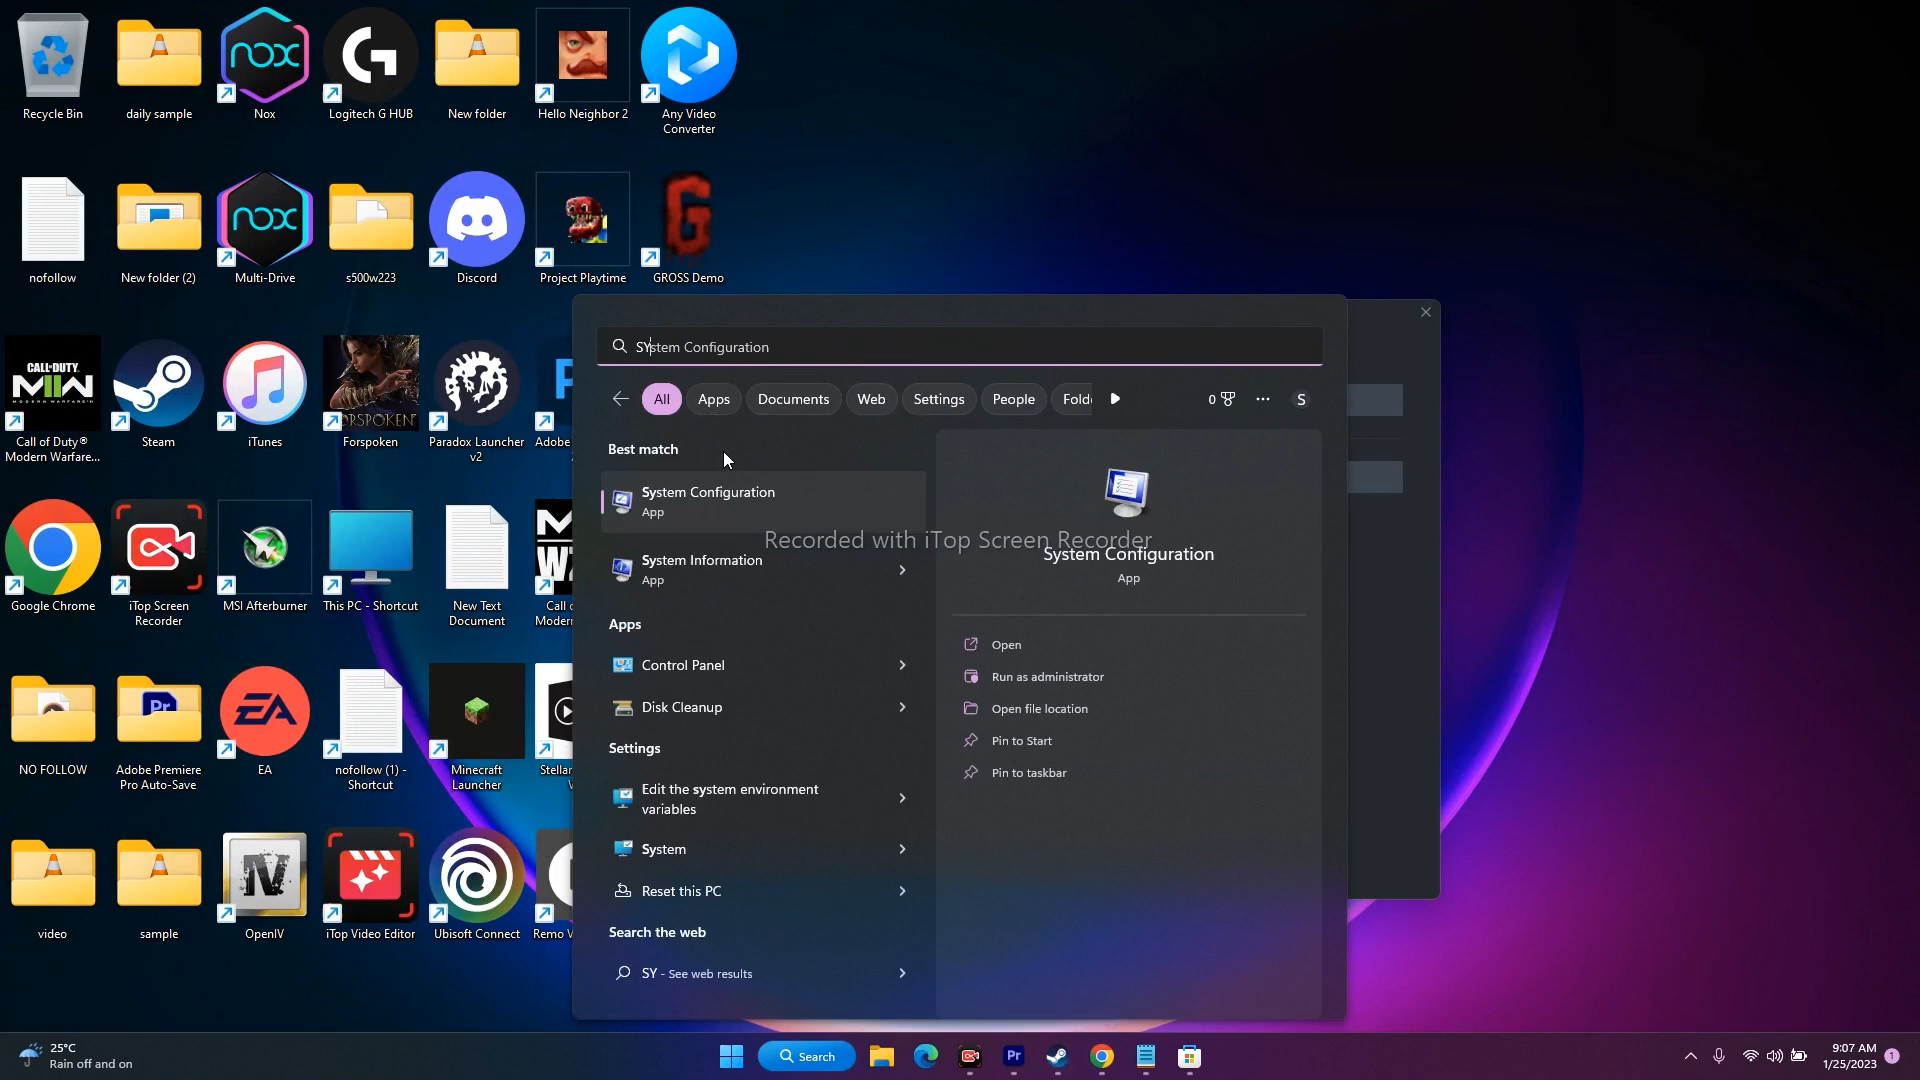 Recycle Bin
daily sample
Nox
Logitech G HUB
New folder
Hello Neighbor 2
Any Video
Converter
nofollow
New folder (2)
Multi-Drive
s500w223
Discord
Project Playtime
GROSS Demo
Call of Duty®
Modern Warfare...
Steam
iTunes
Forspoken
Paradox Launcher
v2
Adobe
Google Chrome
iTop Screen
Recorder
MSI Afterburner
This PC - Shortcut
New Text
Document
Call
Modern
NO FOLLOW
Adobe Premiere
Pro Auto-Save
EA
nofollow (1) -
Shortcut
Minecraft
Launcher
Stellar
video
sample
OpenIV
iTop Video Editor
Ubisoft Connect
Remo
SYstem Configuration
All
Apps
Documents
Web
Settings
People
Folde
0
S
Best match
System Configuration
App
System Information
App
Apps
Control Panel
Disk Cleanup
Settings
Edit the system environment
variables
System
Reset this PC
Search the web
SY - See web results
Recorded with iTop Screen Recorder
System Configuration
App
Open
Run as administrator
Open file location
Pin to Start
Pin to taskbar
25°C
Rain off and on
Search
9:07 AM
1/25/2023
1